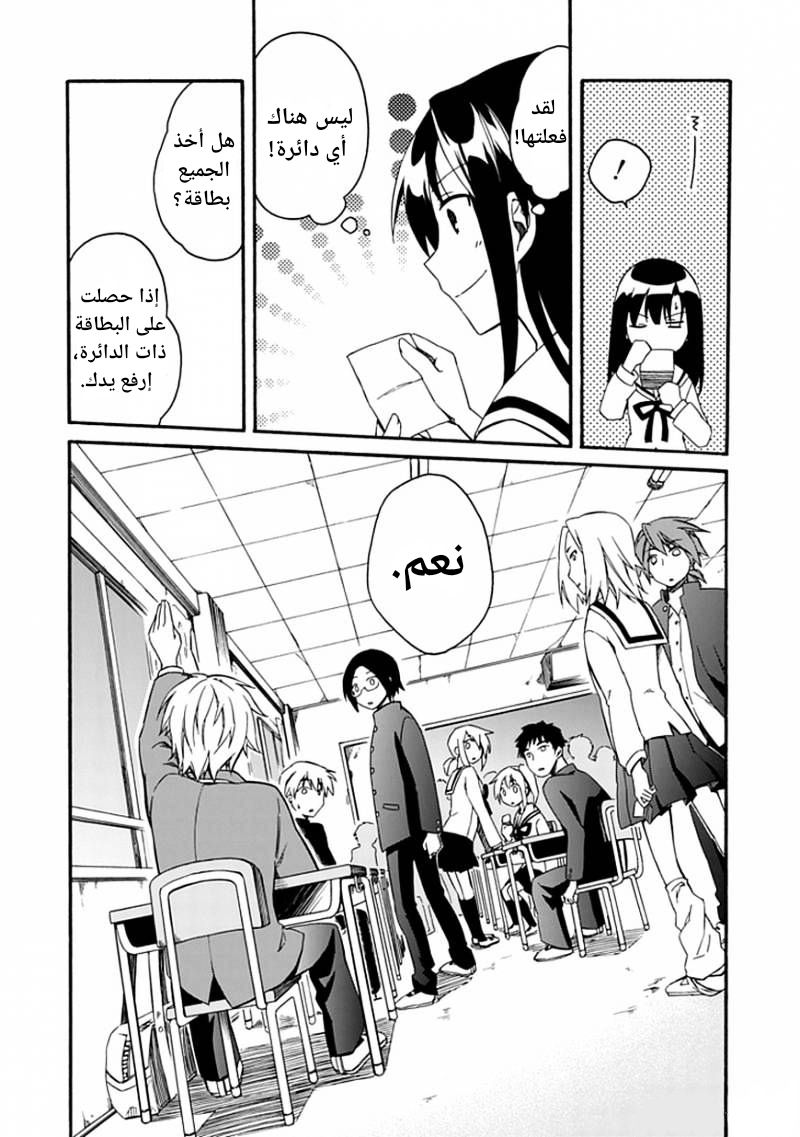 !
لقد
فعلتها!
ليس هناك
أي دائرة!
هل أخذ
الجميع
بطاقة؟
إذا حصلت
على البطاقة
ذات الدائرة،
إرفع يدك.
نعم.